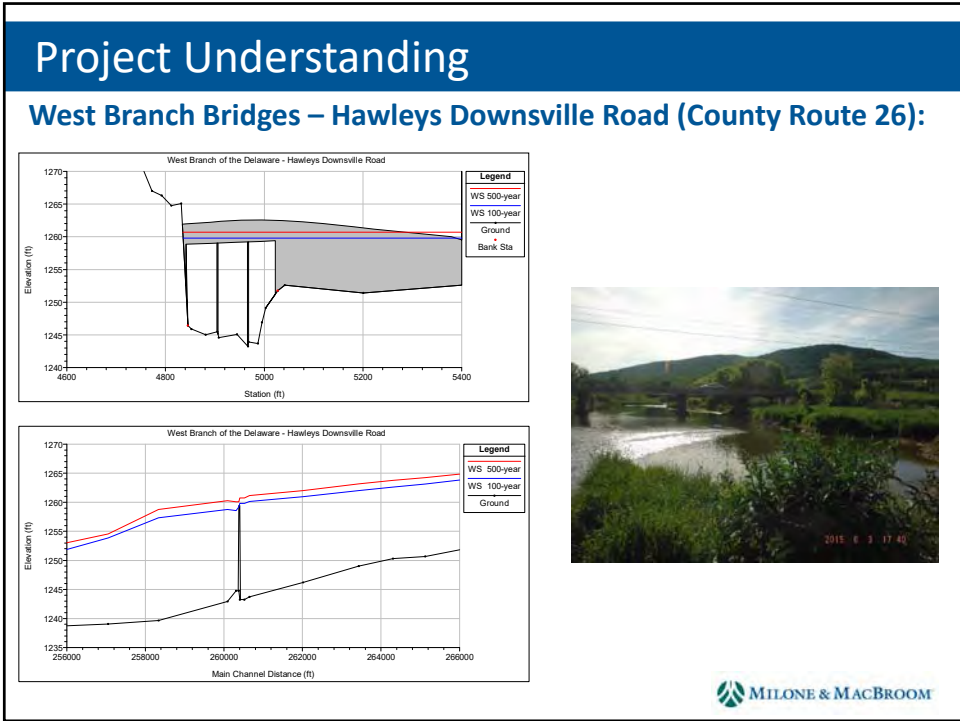 Project Understanding
West Branch Bridges – Hawleys Downsville Road (County Route 26):
West Branch of the Delaware - Hawleys Downsville Road
Legend
WS 500-year
WS 100-year
Ground
Bank Sta
1270
1265
1260
1255
1250
1245
1240
Elevation (ft)
4600 4800 5000 5200 5400
Station (ft)
West Branch of the Delaware - Hawleys Downsville Road
Legend
WS 500-year
WS 100-year
Ground
1270
1265
1260
1255
1250
1245
1240
1235
Elevation (ft)
256000 258000 260000 262000 264000 266000
Main Channel Distance (ft)
2015 6 3 17 40
MILONE & MACBROOM